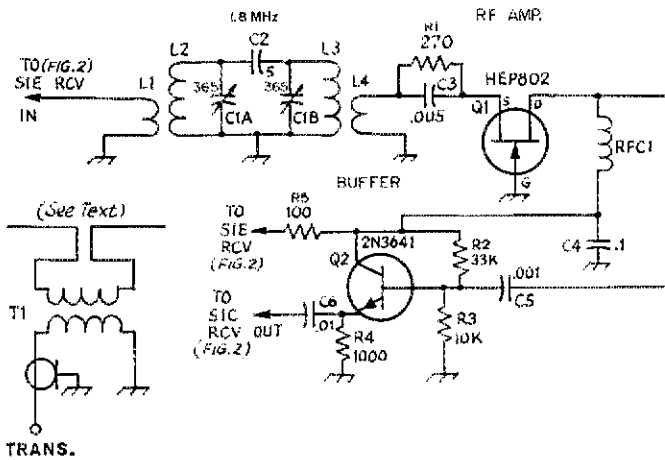 1.8 MHz
RF AMP.
C2
5
L1
L2
L3
L4
365
C1A
365
C1B
R1
270
C3
.005
HEP802
Q1
S
D
G
RFC1
TO (FIG. 2)
S1E RCV
IN
BUFFER
(See Text)
T1
TRANS.
TO
S1E
RCV
(FIG.2)
R5
100
2N3641
Q2
R2
33K
C4
.1
.001
C5
TO
S1C
RCV OUT
(FIG.2)
C6
.01
R4
1000
R3
10K